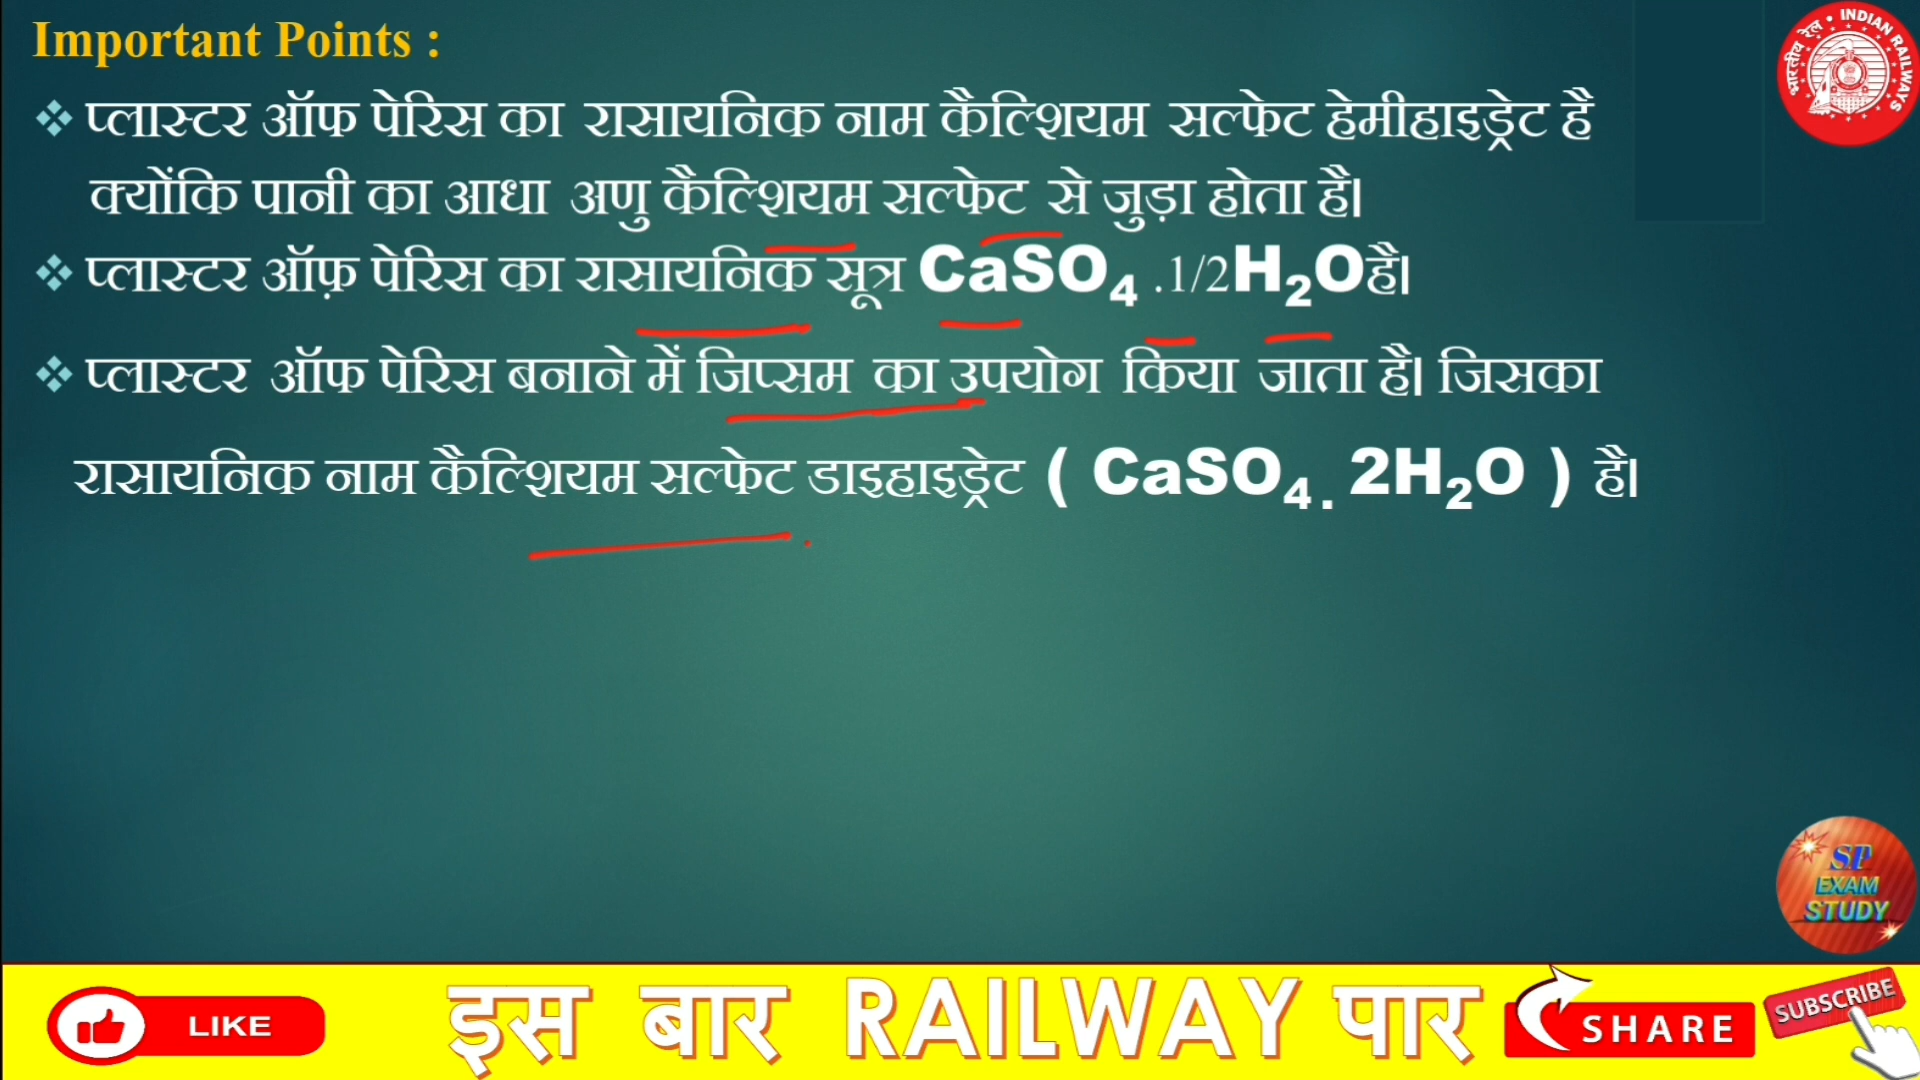 Important Points :
❖ प्लास्टर ऑफ पेरिस का रासायनिक नाम कैल्शियम सल्फेट हेमीहाइड्रेट है
क्योंकि पानी का आधा अणु कैल्शियम सल्फेट से जुड़ा होता है।
❖ प्लास्टर ऑफ़ पेरिस का रासायनिक सूत्र CaSO₄ .1/2H₂Oहै।
❖ प्लास्टर ऑफ पेरिस बनाने में जिप्सम का उपयोग किया जाता है। जिसका
रासायनिक नाम कैल्शियम सल्फेट डाइहाइड्रेट ( CaSO₄. 2H₂O ) है।
भारतीय रेल • INDIAN RAILWAYS
SP
EXAM
STUDY
LIKE
इस बार RAILWAY पार
SHARE
SUBSCRIBE